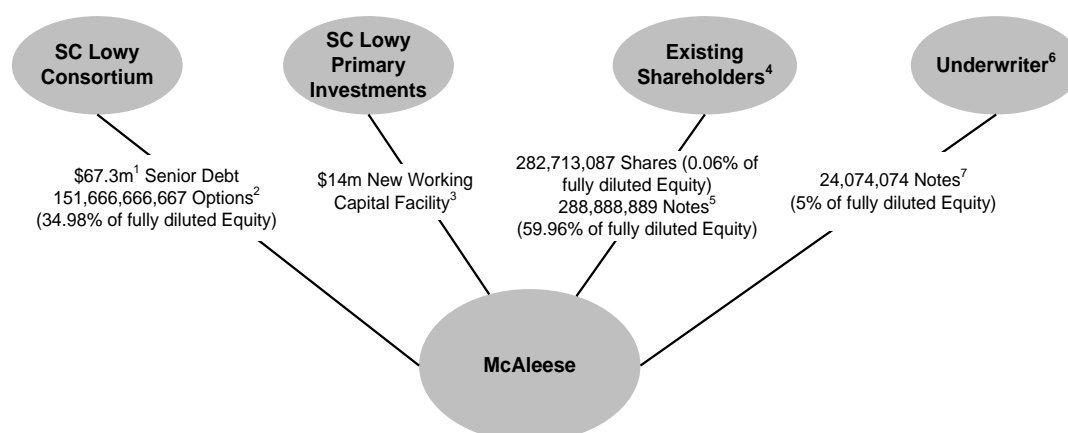 SC Lowy
Consortium
SC Lowy
Primary
Investments
Existing
Shareholders4
Underwriter6
$67.3m1 Senior Debt
151,666,666,667 Options2
(34.98% of fully diluted Equity)
$14m New Working
Capital Facility3
282,713,087 Shares (0.06% of
fully diluted Equity)
288,888,889 Notes5
(59.96% of fully diluted Equity)
24,074,074 Notes7
(5% of fully diluted Equity)
McAleese